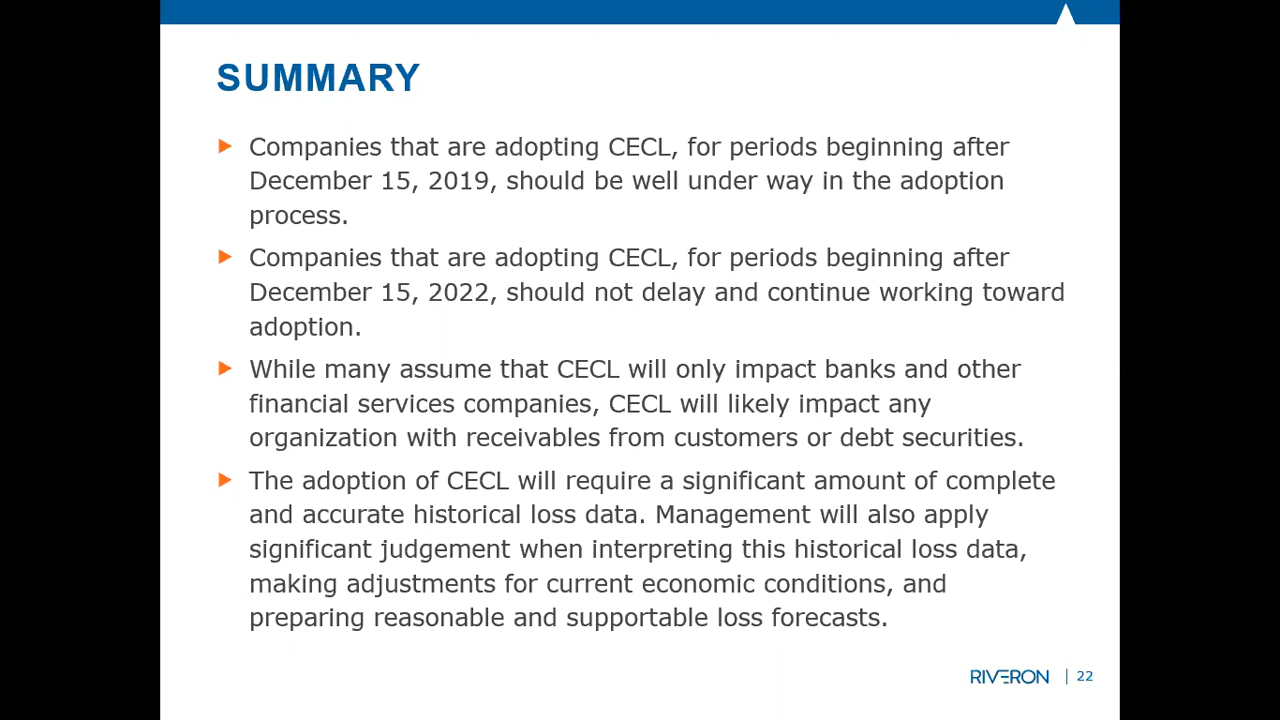 SUMMARY
Companies that are adopting CECL, for periods beginning after
December 15, 2019, should be well under way in the adoption
process.
Companies that are adopting CECL, for periods beginning after
December 15, 2022, should not delay and continue working toward
adoption.
While many assume that CECL will only impact banks and other
financial services companies, CECL will likely impact any
organization with receivables from customers or debt securities.
The adoption of CECL will require a significant amount of complete
and accurate historical loss data. Management will also apply
significant judgement when interpreting this historical loss data,
making adjustments for current economic conditions, and
preparing reasonable and supportable loss forecasts.
RIVERON | 22